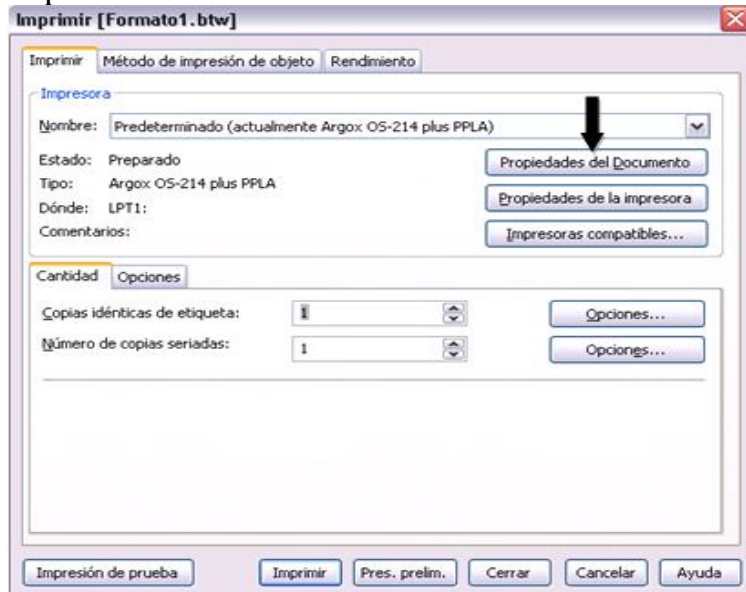 Imprimir [Formato1.btw]
Imprimir Método de impresión de objeto Rendimiento
Impresora
Nombre: Predeterminado (actualmente Argox OS-214 plus PPLA)
Estado: Preparado Propiedades del Documento
Tipo: Argox OS-214 plus PPLA
Dónde: LPT1: Propiedades de la impresora
Comentarios: Impresoras compatibles...
Cantidad Opciones
Copias idénticas de etiqueta: 1 Opciones...
Número de copias seriadas: 1 Opciones...
Impresión de prueba Imprimir Pres. prelim. Cerrar Cancelar Ayuda